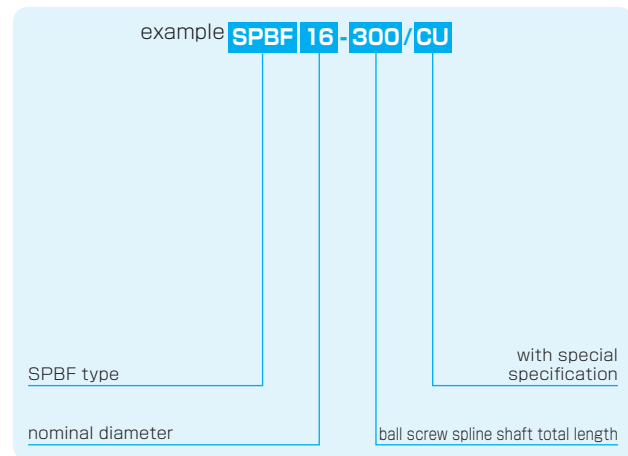 example SPBF 16-300/CU
with special
SPBF type specification
nominal diameter ball screw spline shaft total length